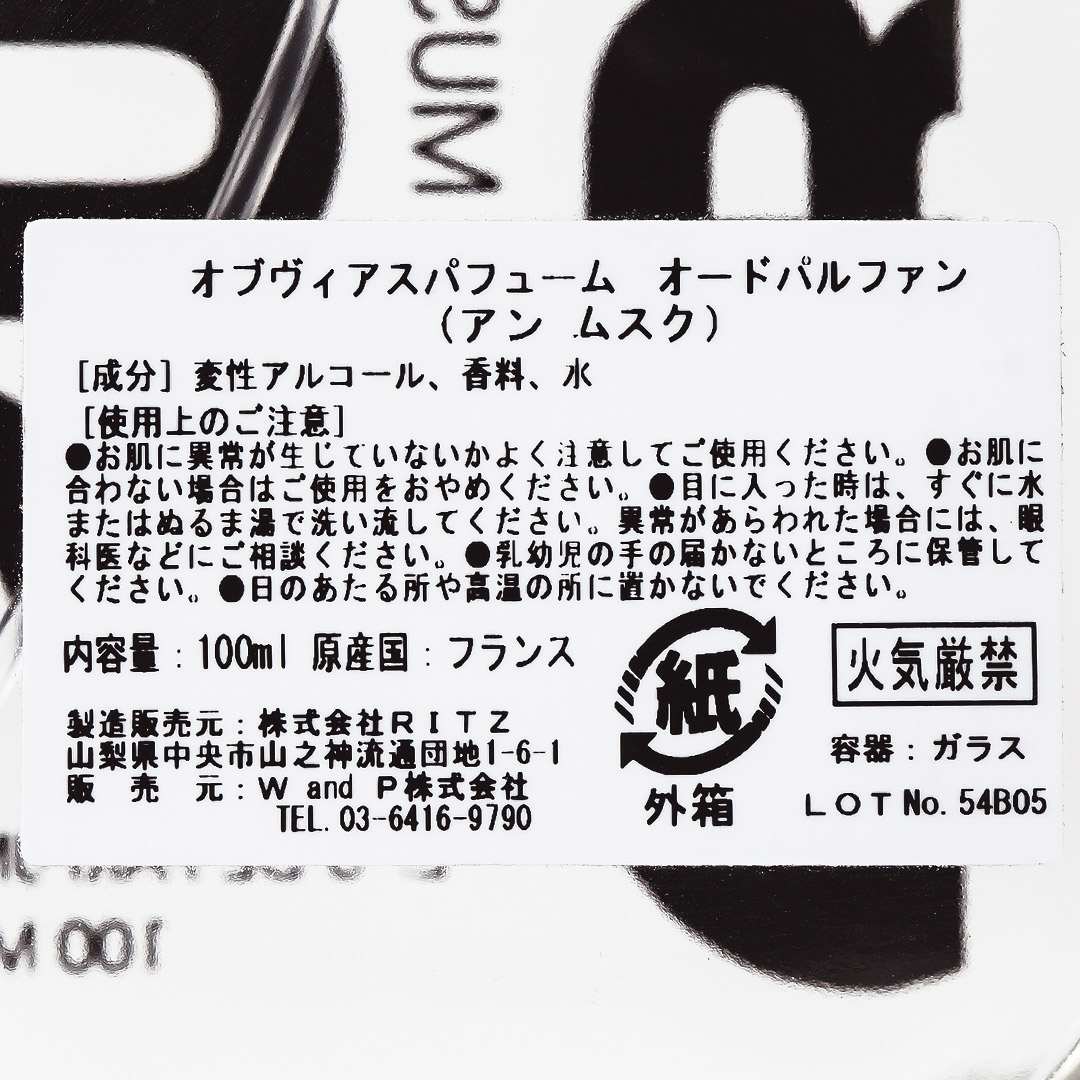 オブヴィアスパフューム オードパルファン
(アン ムスク)
[成分] 変性アルコール、香料、水
[使用上のご注意]
●お肌に異常が生じていないかよく注意してご使用ください。●お肌に
合わない場合はご使用をおやめください。●目に入った時は、すぐに水
またはぬるま湯で洗い流してください。異常があらわれた場合には、眼
科医などにご相談ください。●乳幼児の手の届かないところに保管して
ください。●日のあたる所や高温の所に置かないでください。
内容量:100ml 原産国:フランス
紙
外箱
火気厳禁
容器:ガラス
LOT No. 54B05
製造販売元:株式会社RITZ
山梨県中央市山之神流通団地1-6-1
販 売 元:W and P株式会社
TEL. 03-6416-9790